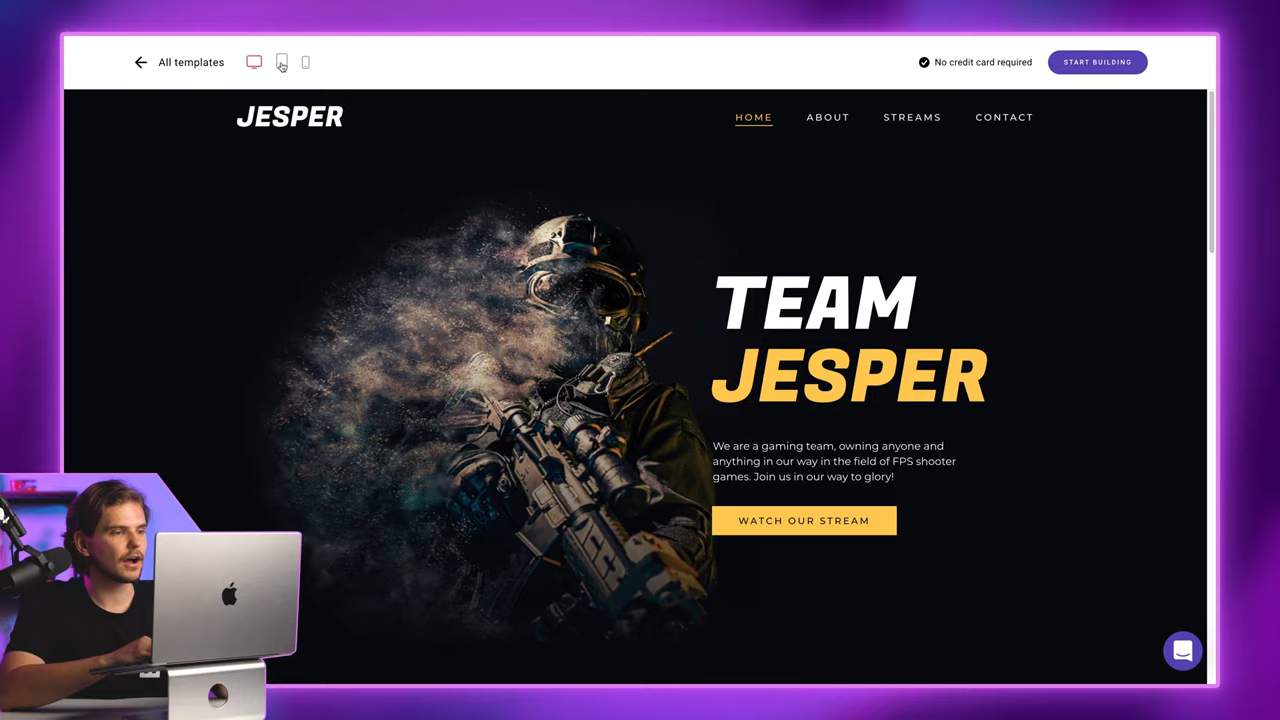 All templates
No credit card required
START BUILDING
JESPER
HOME
ABOUT
STREAMS
CONTACT
TEAM
JESPER
We are a gaming team, owning anyone and
anything in our way in the field of FPS shooter
games. Join us in our way to glory!
WATCH OUR STREAM